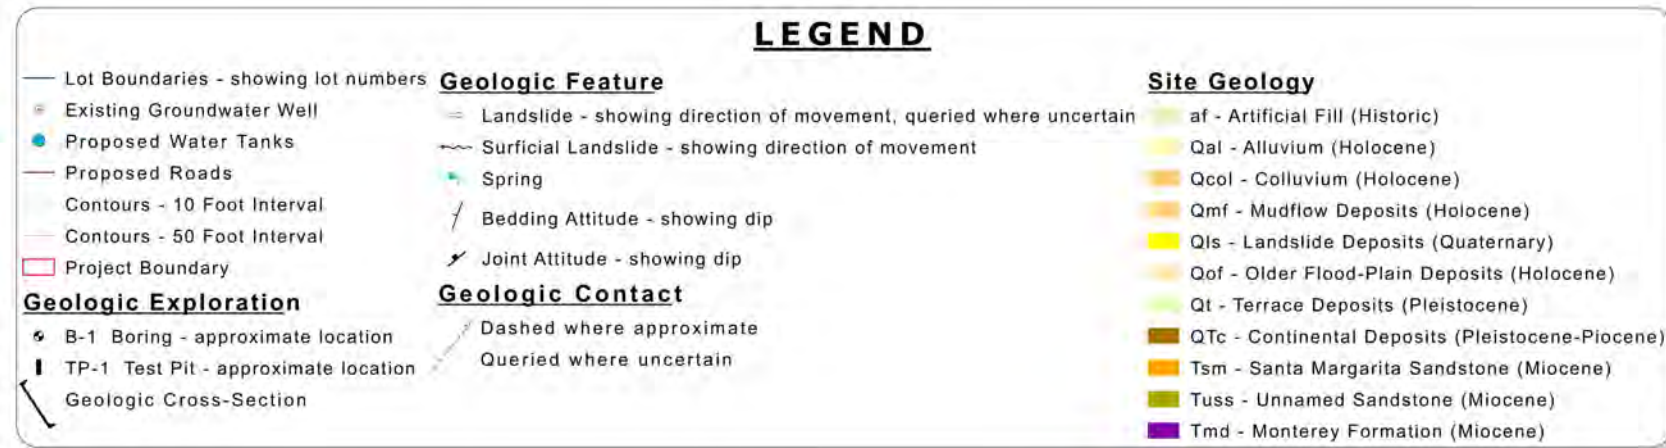 LEGEND
Lot Boundaries - showing lot numbers
Existing Groundwater Well
Proposed Water Tanks
Proposed Roads
Contours - 10 Foot Interval
Contours - 50 Foot Interval
Project Boundary
Geologic Exploration
B-1 Boring - approximate location
TP-1 Test Pit - approximate location
Geologic Cross-Section
Geologic Feature
Landslide - showing direction of movement, queried where uncertain
Surficial Landslide - showing direction of movement
Spring
Bedding Attitude - showing dip
Joint Attitude - showing dip
Geologic Contact
Dashed where approximate
Queried where uncertain
Site Geology
af - Artificial Fill (Historic)
Qal - Alluvium (Holocene)
Qcol - Colluvium (Holocene)
Qmf - Mudflow Deposits (Holocene)
Qls - Landslide Deposits (Quaternary)
Qof - Older Flood-Plain Deposits (Holocene)
Qt - Terrace Deposits (Pleistocene)
QTc - Continental Deposits (Pleistocene-Piocene)
Tsm - Santa Margarita Sandstone (Miocene)
Tuss - Unnamed Sandstone (Miocene)
Tmd - Monterey Formation (Miocene)